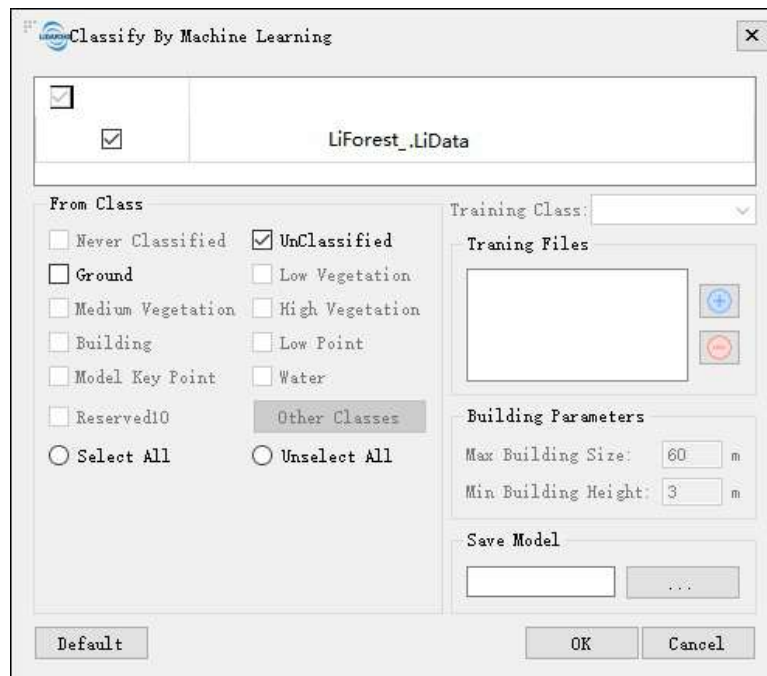 Classify By Machine Learning
LiForest_.LiData
From Class
Never Classified
UnClassified
Ground
Low Vegetation
Medium Vegetation
High Vegetation
Building
Low Point
Model Key Point
Water
Reserved10
Other Classes
Select All
Unselect All
Training Class:
Traning Files
Building Parameters
Max Building Size: 60 m
Min Building Height: 3 m
Save Model
...
Default
OK
Cancel